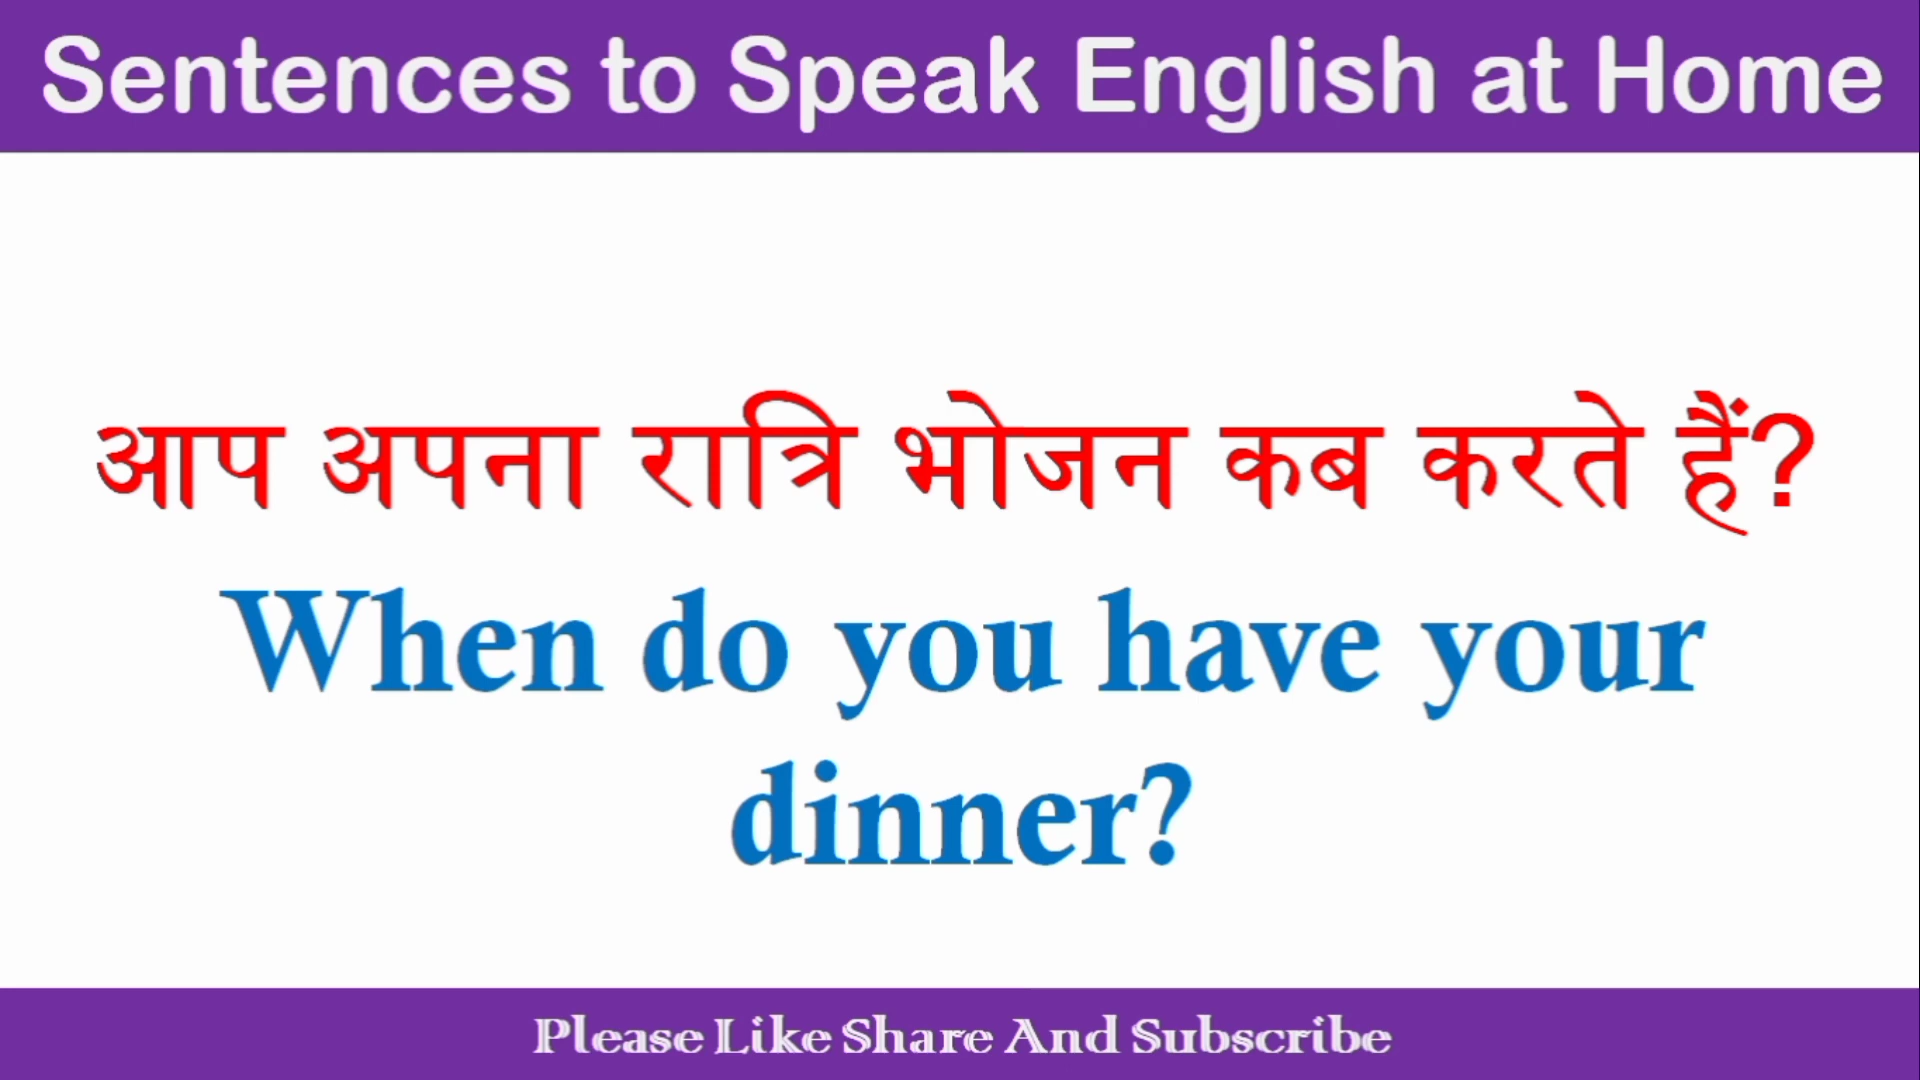 Sentences to Speak English at Home
आप अपना रात्रि भोजन कब करते हैं?
When do you have your
dinner?
Please Like Share And Subscribe